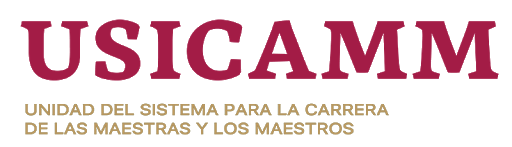 USICAMM
UNIDAD DEL SISTEMA PARA LA CARRERA
DE LAS MAESTRAS Y LOS MAESTROS